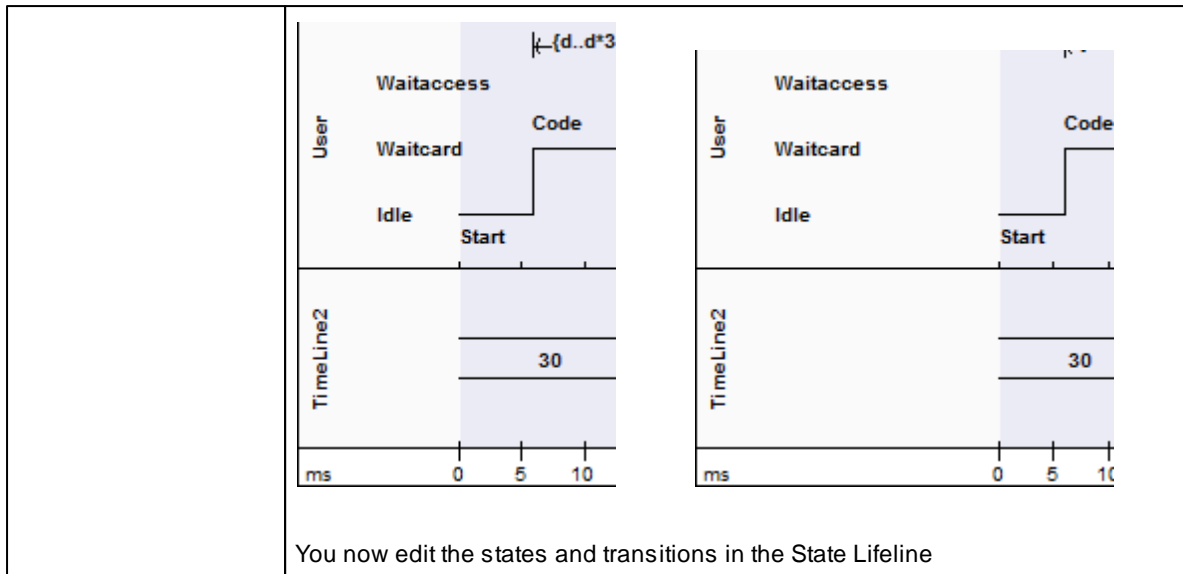 {d..d*3
Waitaccess
Code
User
Waitcard
Idle
Start
TimeLine2
30
ms
0 5 10
Waitaccess
Code
User
Waitcard
Idle
Start
TimeLine2
30
ms
0 5 10
You now edit the states and transitions in the State Lifeline